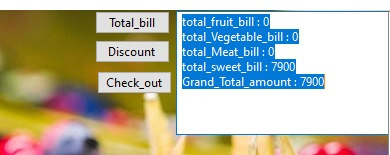 Total_bill
Discount
Check_out
total_fruit_bill : 0
total_Vegetable_bill : 0
total_Meat_bill : 0
total_sweet_bill : 7900
Grand_Total_amount : 7900